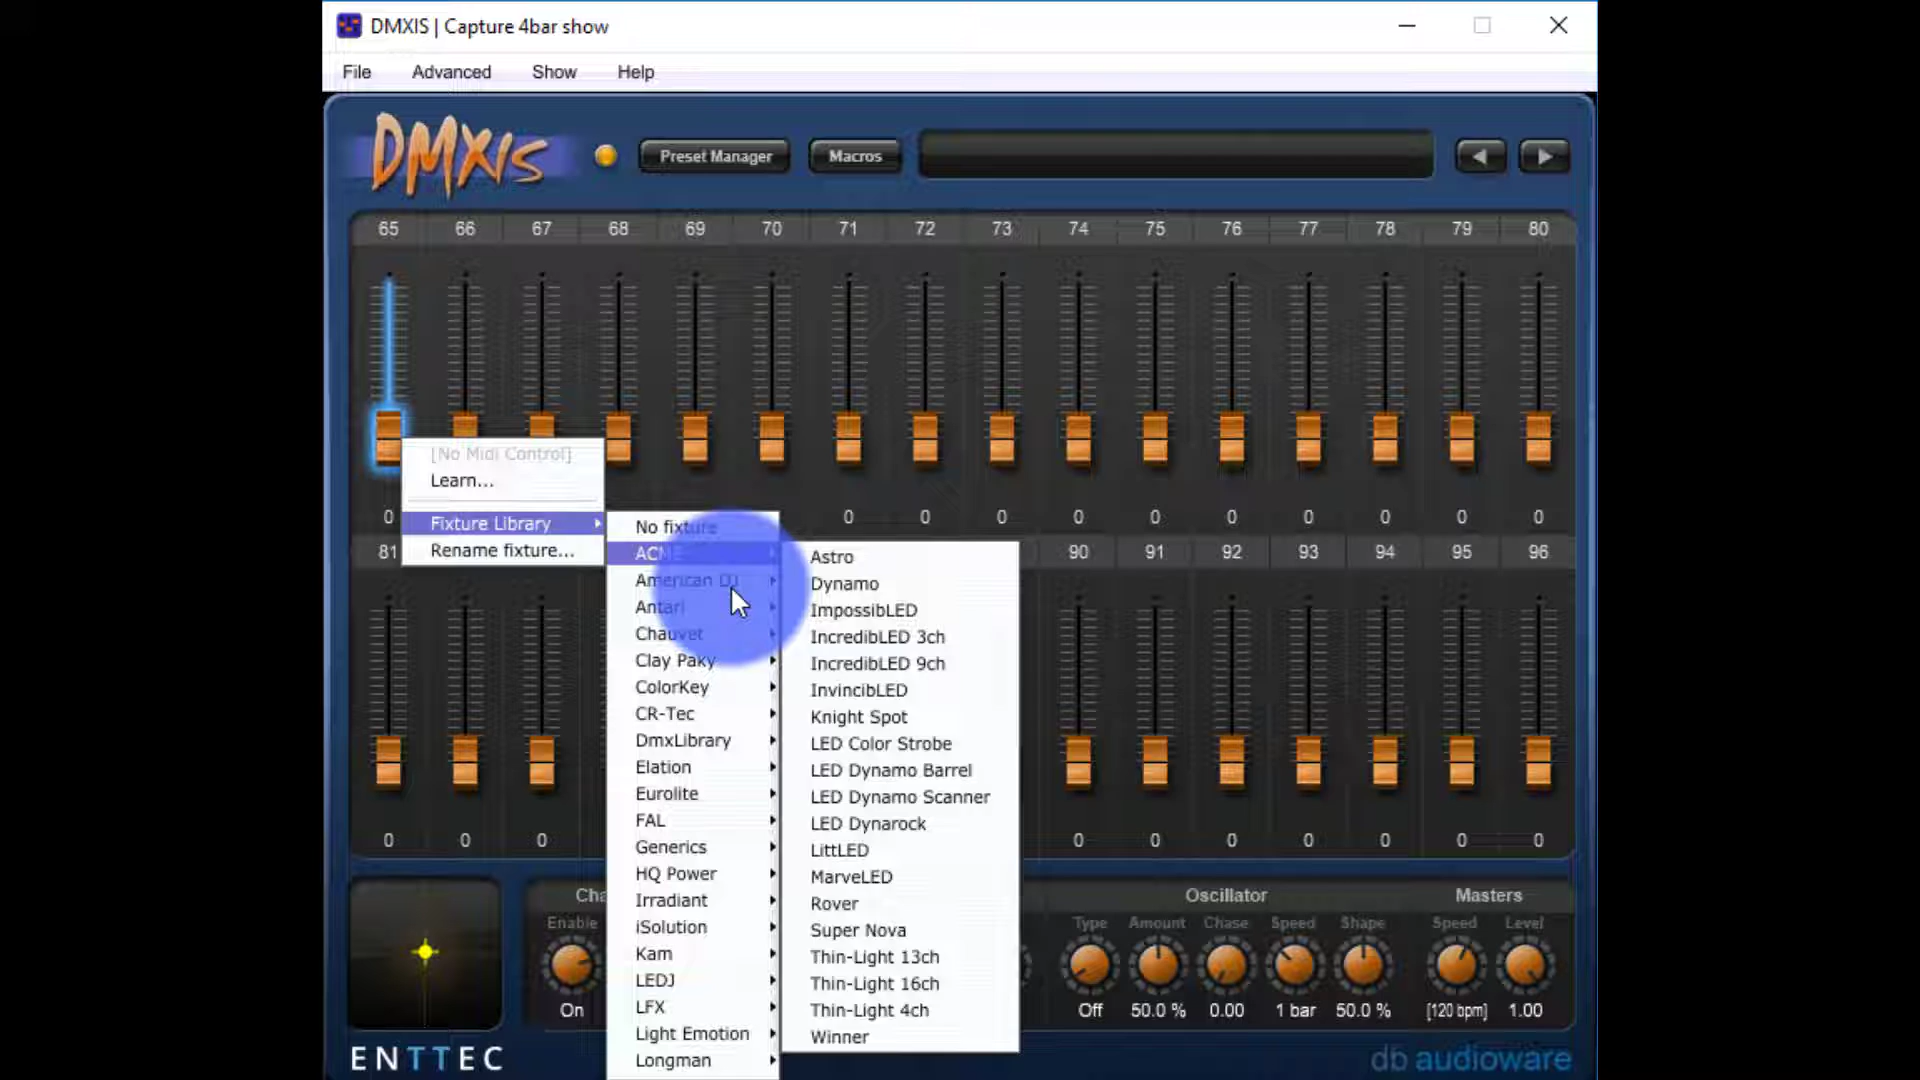 DMXIS | Capture 4bar show
File Advanced Show Help
DMXIS Preset Manager Macros
65 66 67 68 69 70 71 72 73 74 75 76 77 78 79 80
[No Midi Control]
Learn...
Fixture Library
Rename fixture...
0 0 0 0 0 0 0 0 0 0 0
81 90 91 92 93 94 95 96
No fixture
ACME
American DJ
Antari
Chauvet
Clay Paky
ColorKey
CR-Tec
DmxLibrary
Elation
Eurolite
FAL
Generics
HQ Power
Irradiant
iSolution
Kam
LEDJ
LFX
Light Emotion
Longman
Astro
Dynamo
ImpossibLED
IncredibLED 3ch
IncredibLED 9ch
InvincibLED
Knight Spot
LED Color Strobe
LED Dynamo Barrel
LED Dynamo Scanner
LED Dynarock
LittLED
MarveLED
Rover
Super Nova
Thin-Light 13ch
Thin-Light 16ch
Thin-Light 4ch
Winner
0 0 0 0 0 0 0 0 0 0
Cha Oscillator Masters
Enable Type Amount Chase Speed Shape Speed Level
On Off 50.0 % 0.00 1 bar 50.0 % [120 bpm] 1.00
ENTTEC db audioware